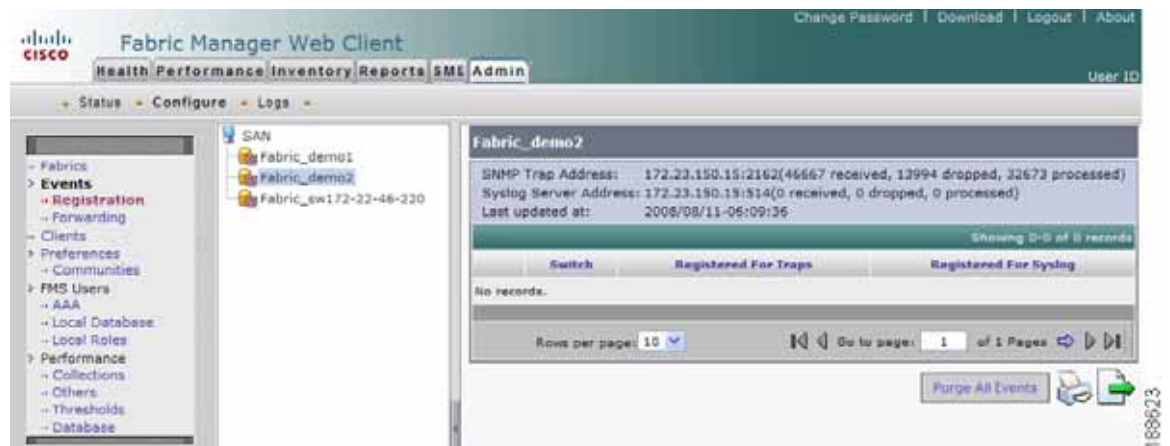 Change Password | Download | Logout | About
CISCO
Fabric Manager Web Client
Health Performance Inventory Reports SME Admin
User ID
Status Configure Logs
Fabrics
Events
Registration
Forwarding
Clients
Preferences
Communities
FMS Users
AAA
Local Database
Local Roles
Performance
Collections
Others
Thresholds
Database
SAN
Fabric_demo1
Fabric_demo2
Fabric_sw172-22-46-220
Fabric_demo2
SNMP Trap Address: 172.23.150.15:2162(46667 received, 13994 dropped, 32673 processed)
Syslog Server Address: 172.23.150.15:514(0 received, 0 dropped, 0 processed)
Last updated at: 2008/08/11-06:09:36
Showing 0-0 of 0 records
Switch Registered For Traps Registered For Syslog
No records.
Rows per page: 10 Go to page: 1 of 1 Pages
Purge All Events
188623